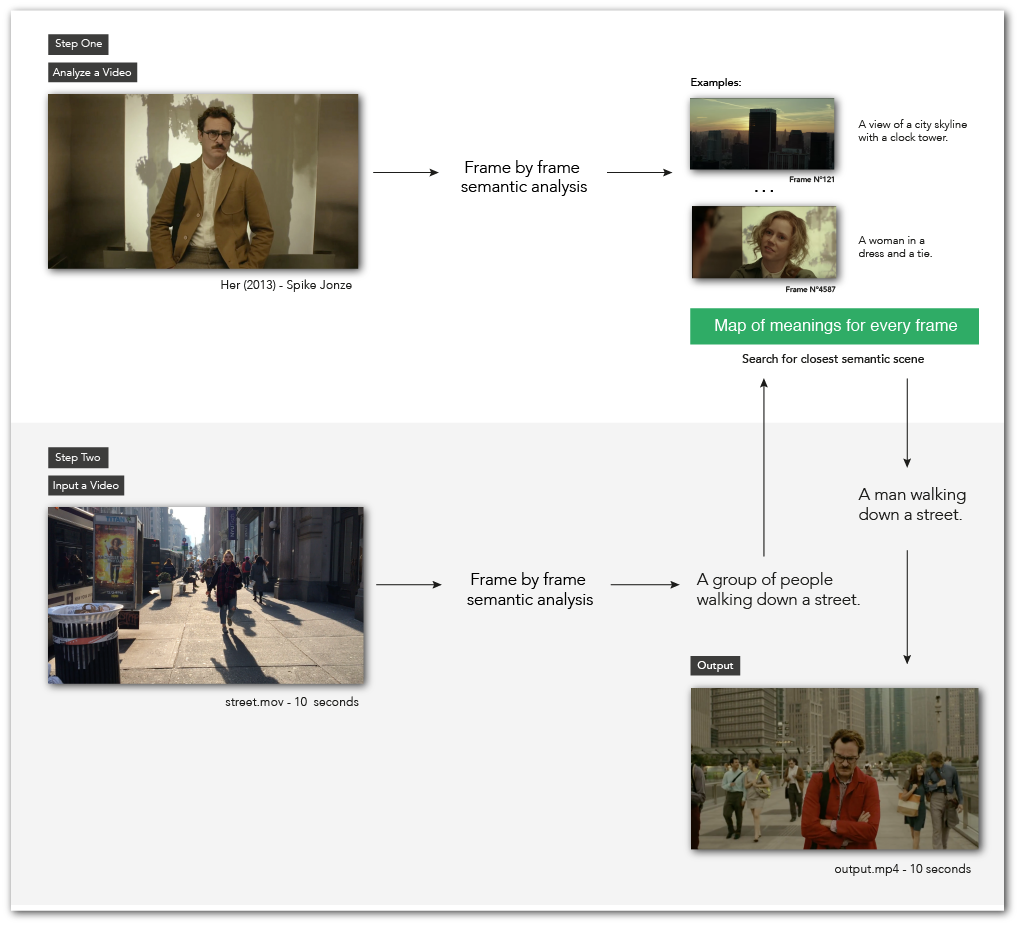 Step One
Analyze a Video
Her (2013) - Spike Jonze
Frame by frame
semantic analysis
Examples:
A view of a city skyline
with a clock tower.
Frame N°121
...
A woman in a
dress and a tie.
Frame N°4587
Map of meanings for every frame
Search for closest semantic scene
Step Two
Input a Video
street.mov - 10 seconds
Frame by frame
semantic analysis
A group of people
walking down a street.
A man walking
down a street.
Output
output.mp4 - 10 seconds